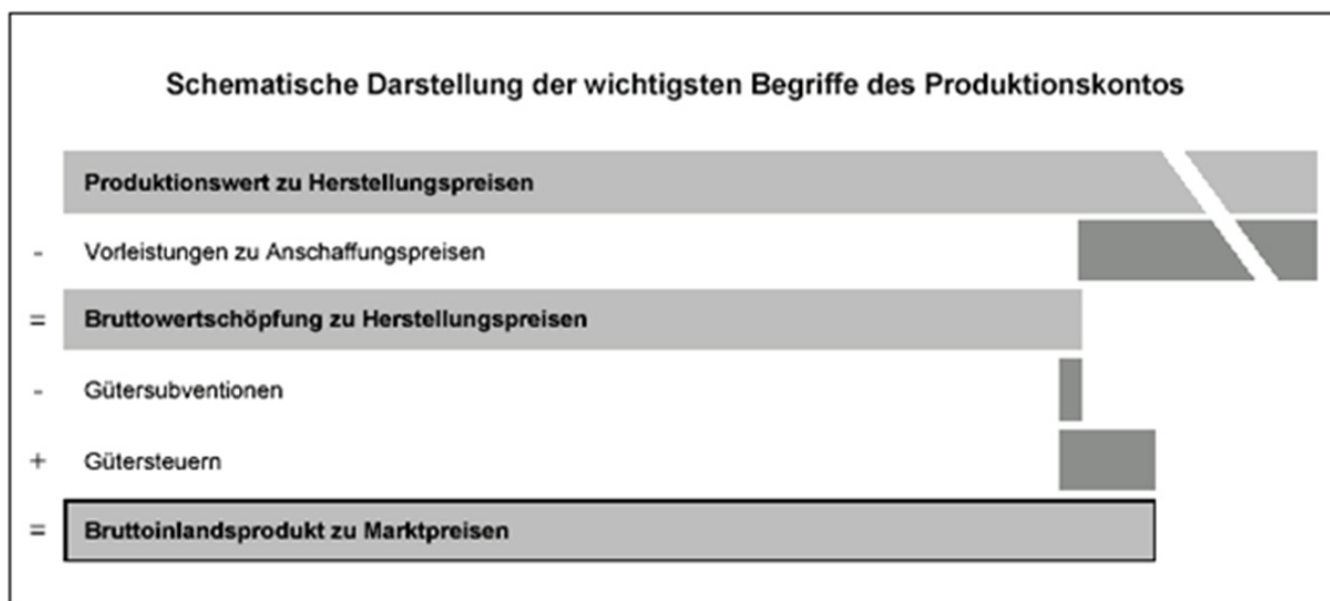 Schematische Darstellung der wichtigsten Begriffe des Produktionskontos
Produktionswert zu Herstellungspreisen
- Vorleistungen zu Anschaffungspreisen
= Bruttowertschöpfung zu Herstellungspreisen
- Gütersubventionen
+ Gütersteuern
= Bruttoinlandsprodukt zu Marktpreisen